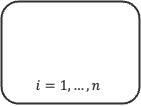 i = 1, ..., n